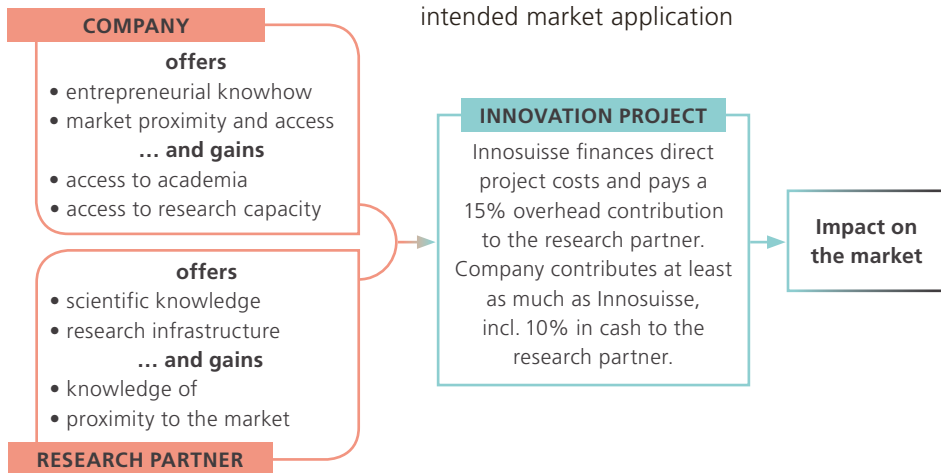 intended market application
COMPANY
offers
• entrepreneurial knowhow
• market proximity and access
... and gains
• access to academia
• access to research capacity
offers
• scientific knowledge
• research infrastructure
... and gains
• knowledge of
• proximity to the market
RESEARCH PARTNER
INNOVATION PROJECT
Innosuisse finances direct
project costs and pays a
15% overhead contribution
to the research partner.
Company contributes at least
as much as Innosuisse,
incl. 10% in cash to the
research partner.
Impact on
the market